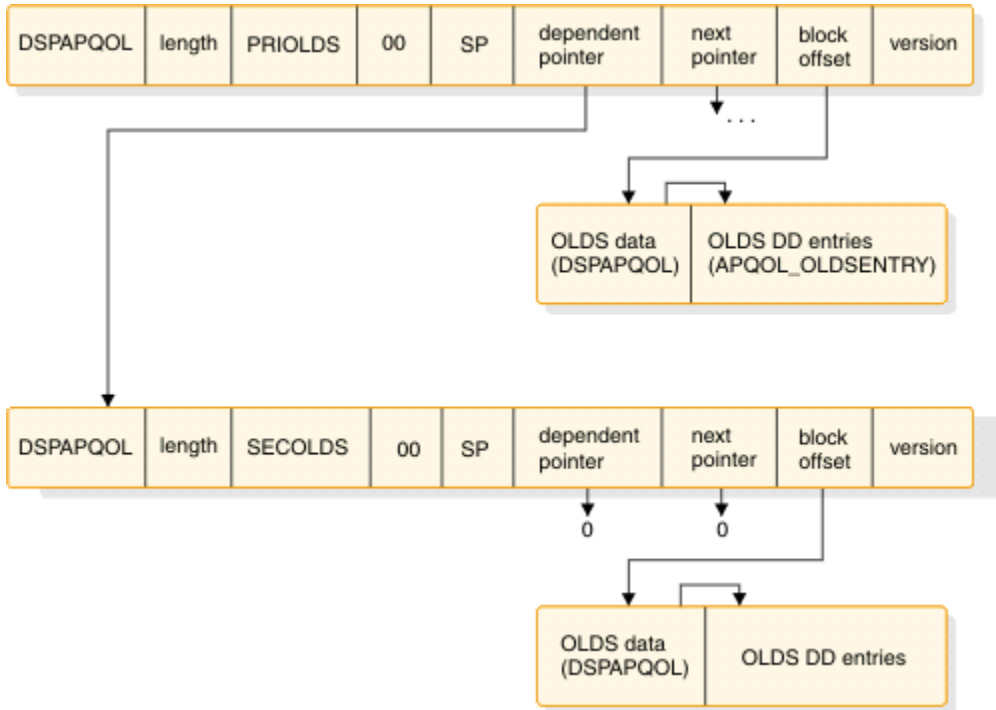 DSPAPQOL length PRIOLDS 00 SP dependent pointer next pointer block offset version
. . .
OLDS data (DSPAPQOL) OLDS DD entries (APQOL_OLDSENTRY)
DSPAPQOL length SECOLDS 00 SP dependent pointer next pointer block offset version
0 0
OLDS data (DSPAPQOL) OLDS DD entries